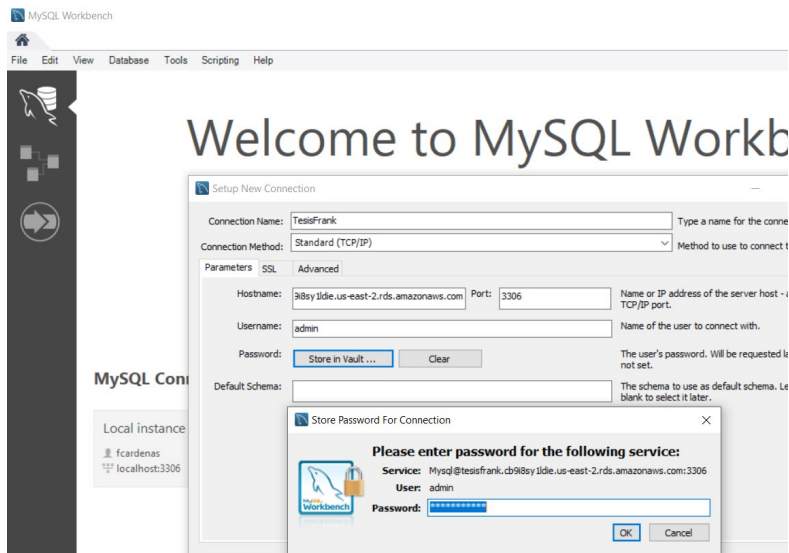 MySQL Workbench
File Edit View Database Tools Scripting Help
Welcome to MySQL Workb
Setup New Connection
Connection Name: TesisFrank Type a name for the conne
Connection Method: Standard (TCP/IP) Method to use to connect t
Parameters SSL Advanced
Hostname: 9i8sy1ldie.us-east-2.rds.amazonaws.com Port: 3306 Name or IP address of the server host - a
TCP/IP port.
Username: admin Name of the user to connect with.
Password: Store in Vault ... Clear The user's password. Will be requested la
not set.
MySQL Conn
Default Schema: The schema to use as default schema. Le
blank to select it later.
Local instance
fcardenas
localhost:3306
Store Password For Connection
Please enter password for the following service:
Service: Mysql@tesisfrank.cb9i8sy1ldie.us-east-2.rds.amazonaws.com:3306
User: admin
Password: ***********
MySQL
Workbench
OK Cancel